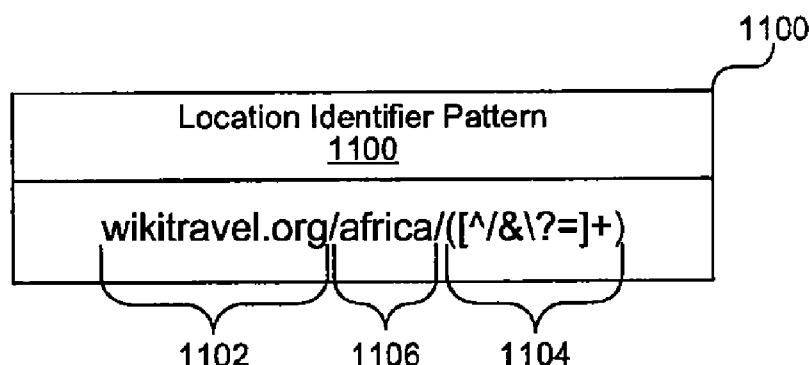 1100
Location Identifier Pattern
1100
wikitravel.org/africa/([^/&\?=]+)
1102 1106 1104